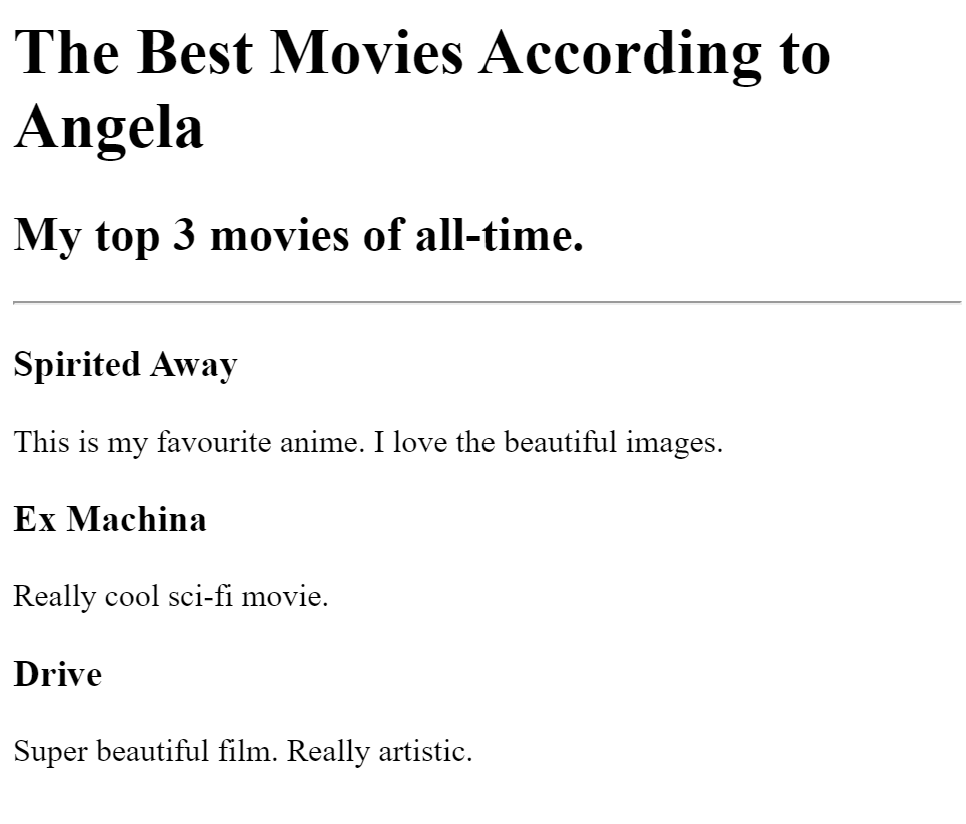 The Best Movies According to
Angela
My top 3 movies of all-time.
Spirited Away
This is my favourite anime. I love the beautiful images.
Ex Machina
Really cool sci-fi movie.
Drive
Super beautiful film. Really artistic.